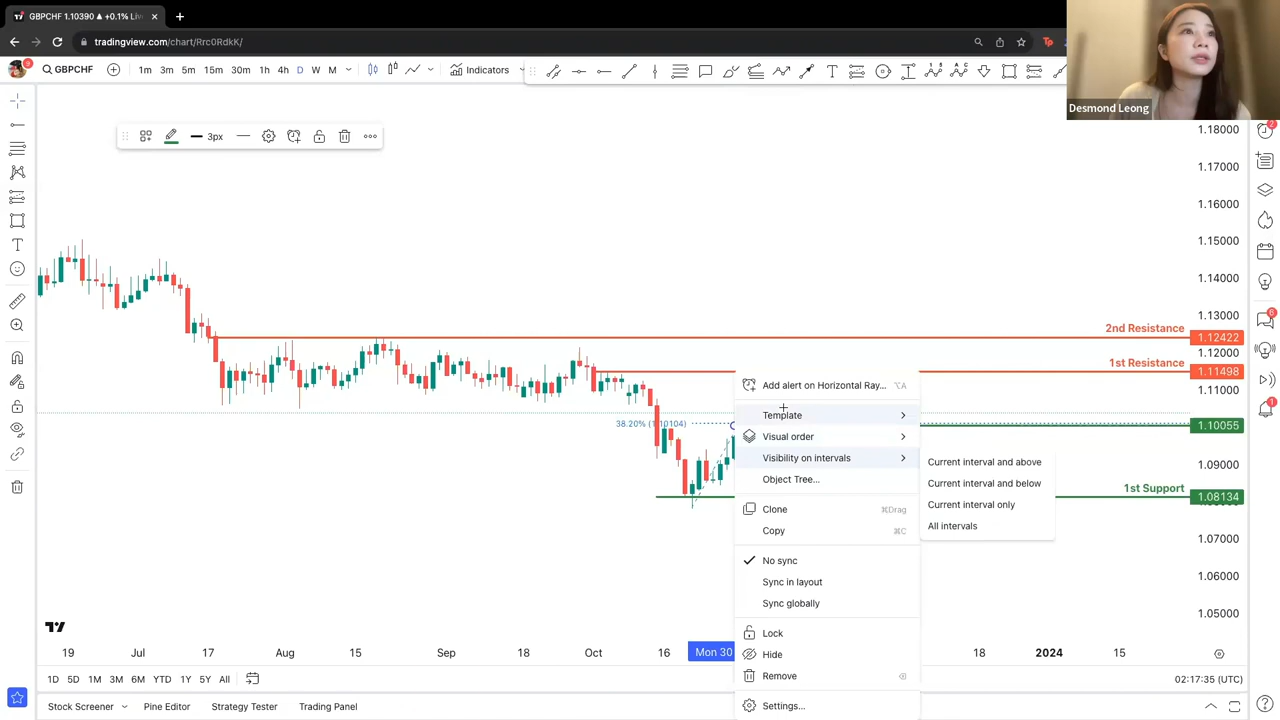 GBPCHF 1.10390 ▲ +0.1% Liv
tradingview.com/chart/Rrc0RdkK/
Desmond Leong
GBPCHF
1m 3m 5m 15m 30m 1h 4h D W M
Indicators
3px
1.18000
1.17000
1.16000
1.15000
1.14000
1.13000
2nd Resistance
1.12422
1.12000
1st Resistance
1.11498
1.11000
38.20% (1.10104)
1.10055
1.09000
1st Support
1.08134
1.07000
1.06000
1.05000
Add alert on Horizontal Ray... ⌥A
Template
Visual order
Visibility on intervals
Object Tree...
Clone ⌘Drag
Copy ⌘C
No sync
Sync in layout
Sync globally
Lock
Hide
Remove
Settings...
Current interval and above
Current interval and below
Current interval only
All intervals
19 Jul 17 Aug 15 Sep 18 Oct 16 Mon 30 18 2024 15
1D 5D 1M 3M 6M YTD 1Y 5Y All
02:17:35 (UTC)
Stock Screener Pine Editor Strategy Tester Trading Panel